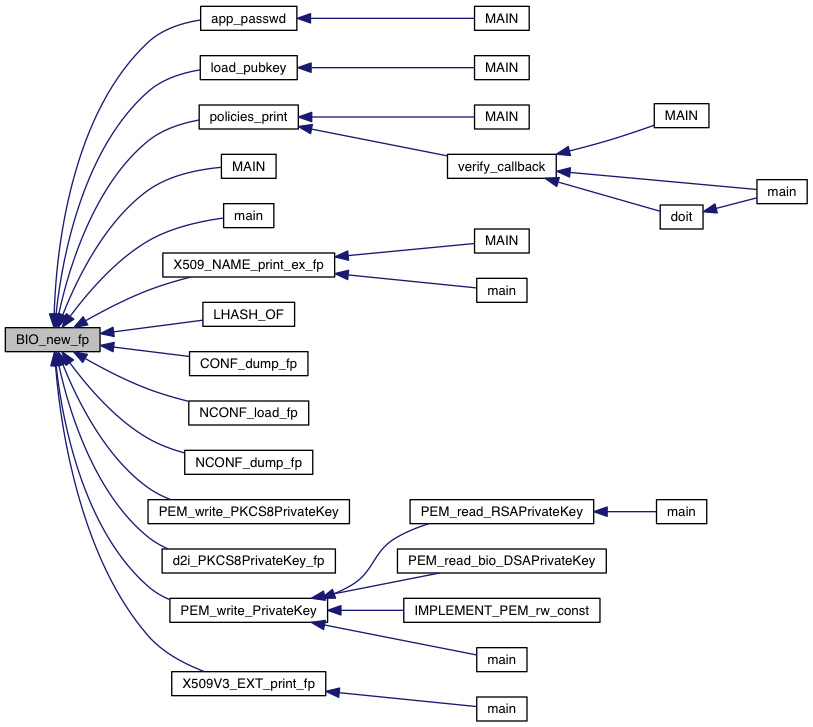 app_passwd
MAIN
load_pubkey
MAIN
policies_print
MAIN
MAIN
verify_callback
MAIN
main
main
doit
X509_NAME_print_ex_fp
MAIN
main
LHASH_OF
BIO_new_fp
CONF_dump_fp
NCONF_load_fp
NCONF_dump_fp
PEM_write_PKCS8PrivateKey
PEM_read_RSAPrivateKey
main
d2i_PKCS8PrivateKey_fp
PEM_read_bio_DSAPrivateKey
PEM_write_PrivateKey
IMPLEMENT_PEM_rw_const
main
X509V3_EXT_print_fp
main